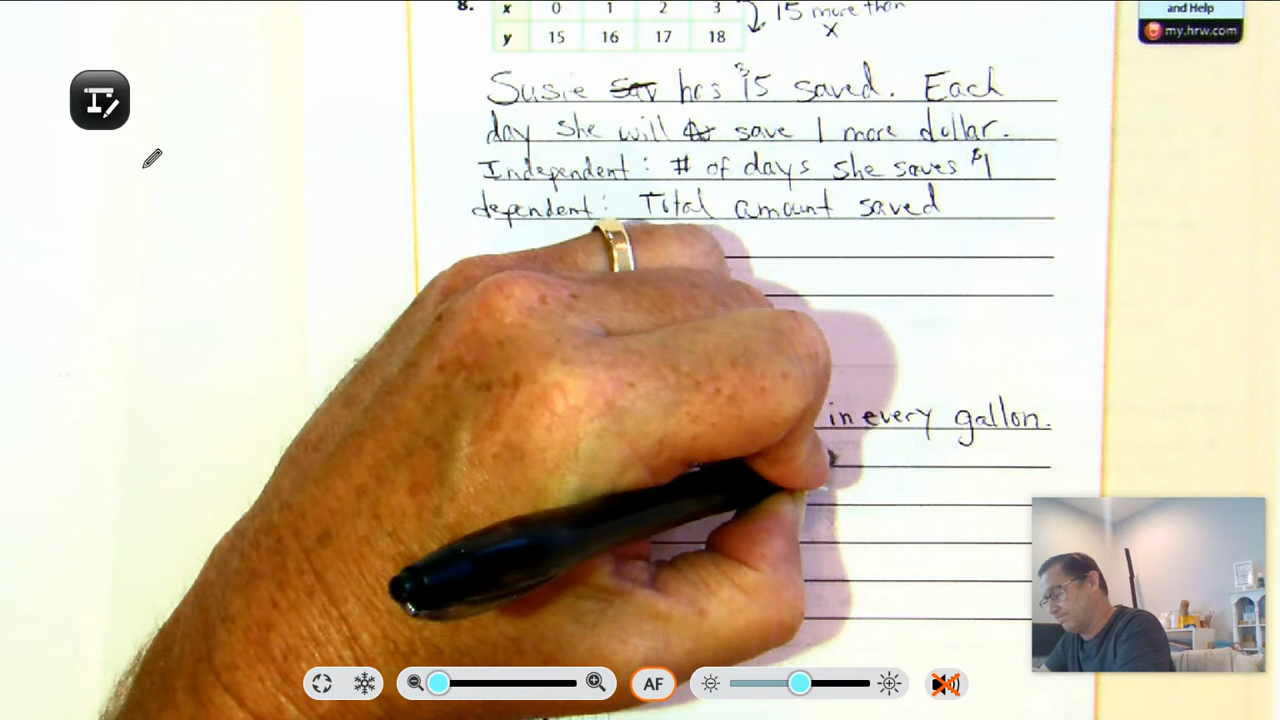 8. x 0 1 2 3 15 more than
y 15 16 17 18 x
Susie sav has $15 saved. Each
day she will save 1 more dollar.
Independent: # of days she saves $1
dependent: Total amount saved
in every gallon.
and Help
my.hrw.com
AF